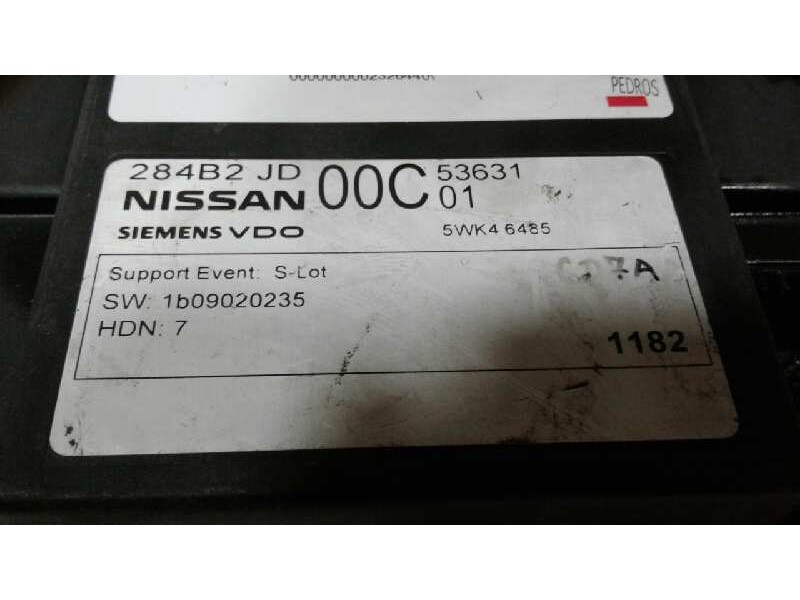 PEDROS
284B2 JD 00C 53631
NISSAN 01
SIEMENS VDO 5WK4 6485
Support Event: S-Lot
SW: 1b09020235
HDN: 7
1182